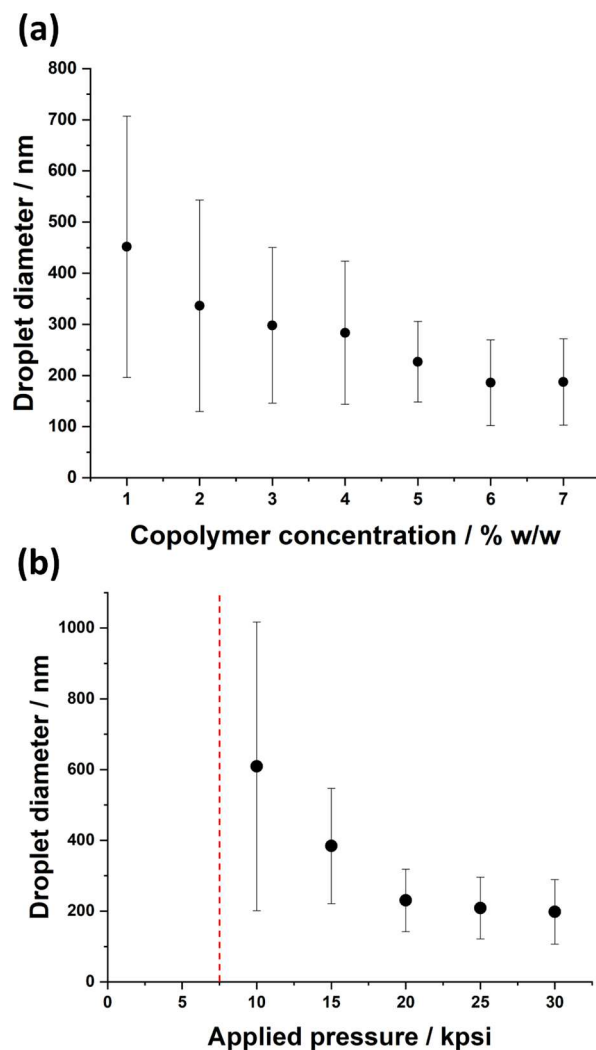 (a)
800
700
600
500
400
300
200
100
0
Droplet diameter / nm
1 2 3 4 5 6 7
Copolymer concentration / % w/w
(b)
1000
800
600
400
200
0
Droplet diameter / nm
0 5 10 15 20 25 30
Applied pressure / kpsi